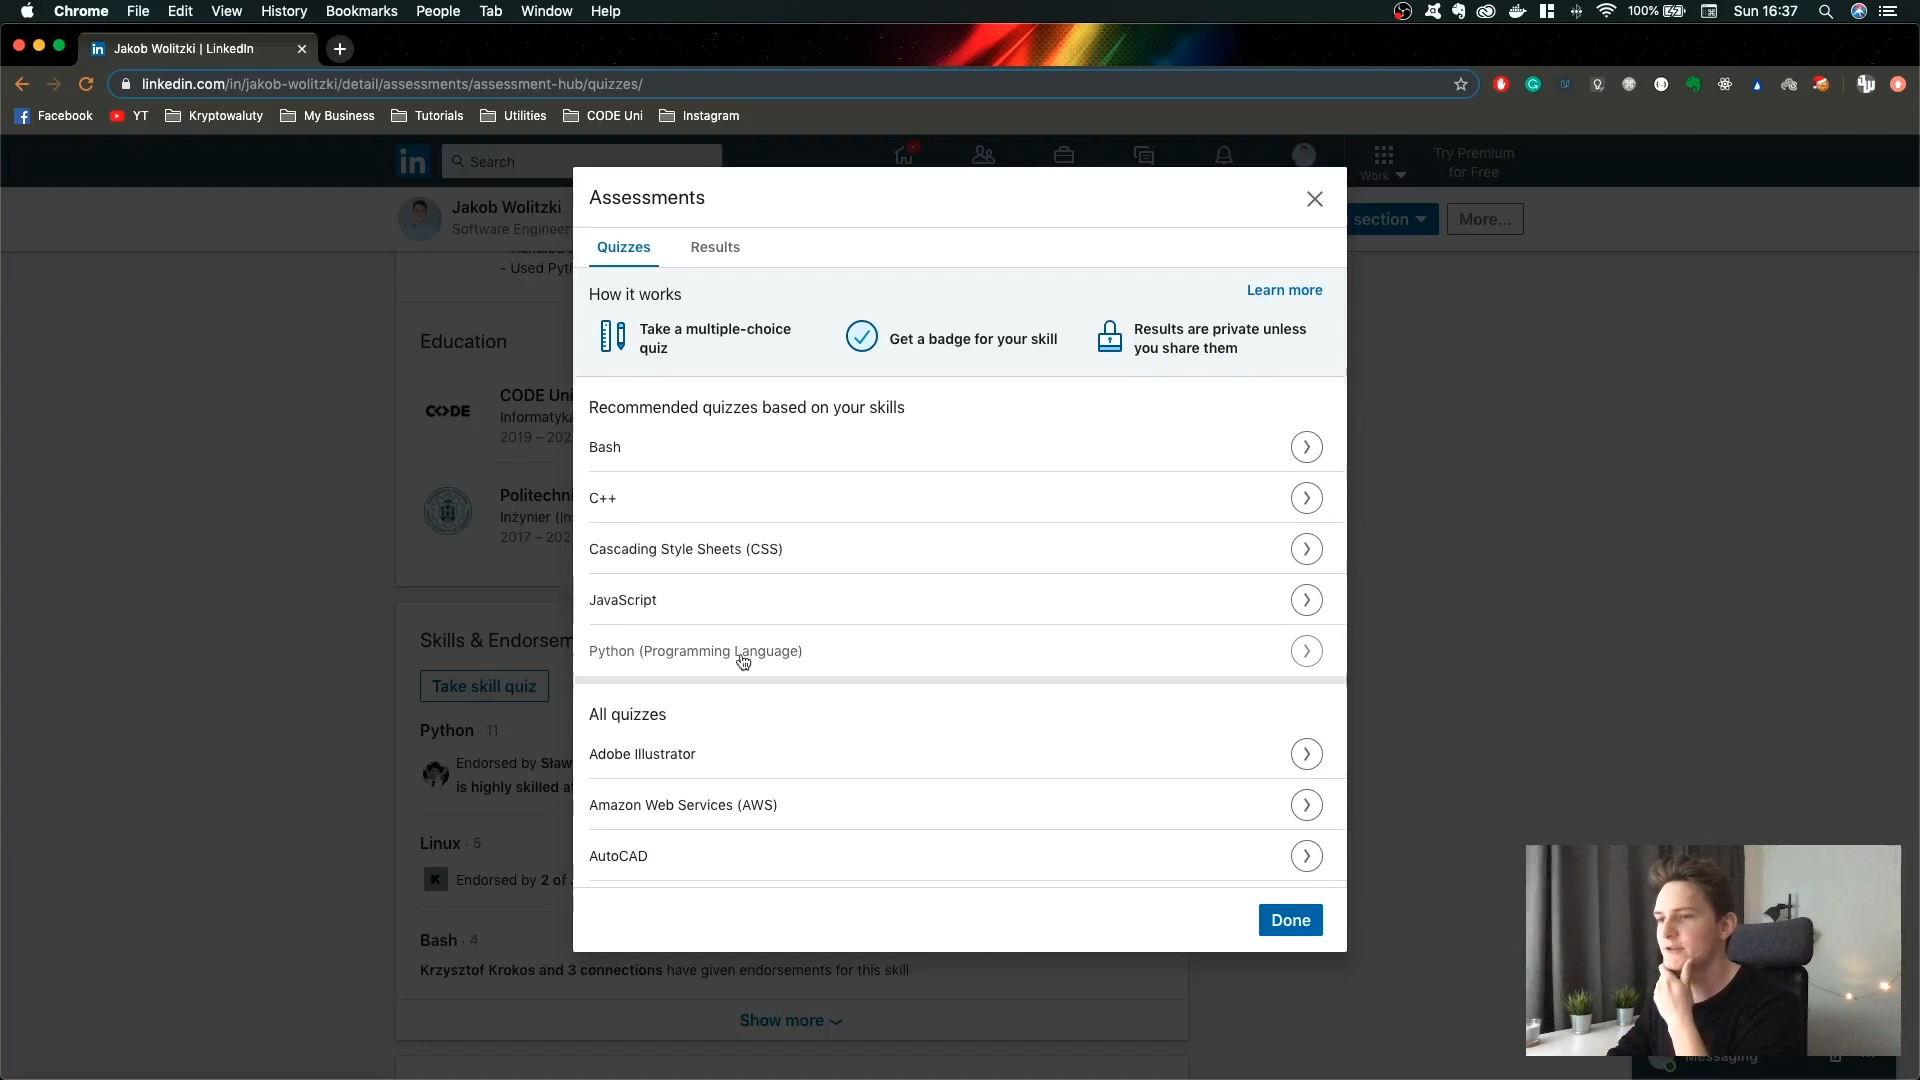 Chrome File Edit View History Bookmarks People Tab Window Help
100% Sun 16:37
Jakob Wolitzki | LinkedIn
linkedin.com/in/jakob-wolitzki/detail/assessments/assessment-hub/quizzes/
Facebook YT Kryptowaluty My Business Tutorials Utilities CODE Uni Instagram
in Search
Work
Try Premium
for Free
Jakob Wolitzki
Software Engineer
section
More...
- Used Pyth
Education
CODE Uni
Informatyka
2019 – 202
Politechni
Inżynier (In
2017 – 202
Skills & Endorsem
Take skill quiz
Python · 11
Endorsed by Sław
is highly skilled a
Linux · 5
Endorsed by 2 of
Bash · 4
Krzysztof Krokos and 3 connections have given endorsements for this skill
Show more
Assessments
Quizzes Results
How it works
Learn more
Take a multiple-choice
quiz
Get a badge for your skill
Results are private unless
you share them
Recommended quizzes based on your skills
Bash
C++
Cascading Style Sheets (CSS)
JavaScript
Python (Programming Language)
All quizzes
Adobe Illustrator
Amazon Web Services (AWS)
AutoCAD
Done
Messaging